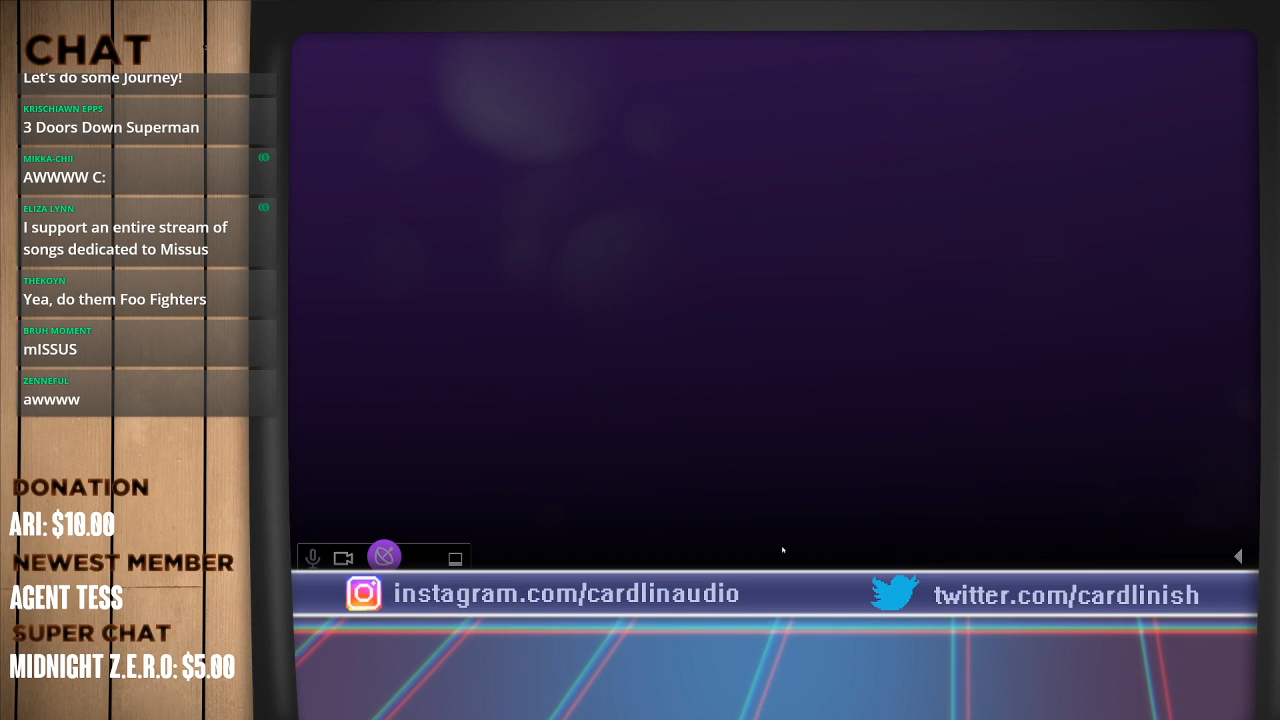 CHAT
Let's do some Journey!
KRISCHIAWN EPPS
3 Doors Down Superman
MIKKA-CHII
AWWWW C:
ELIZA LYNN
I support an entire stream of
songs dedicated to Missus
THEKOYN
Yea, do them Foo Fighters
BRUH MOMENT
mISSUS
ZENNEFUL
awwww
DONATION
ARI: $10.00
NEWEST MEMBER
AGENT TESS
SUPER CHAT
MIDNIGHT Z.E.R.O: $5.00
instagram.com/cardlinaudio
twitter.com/cardlinish